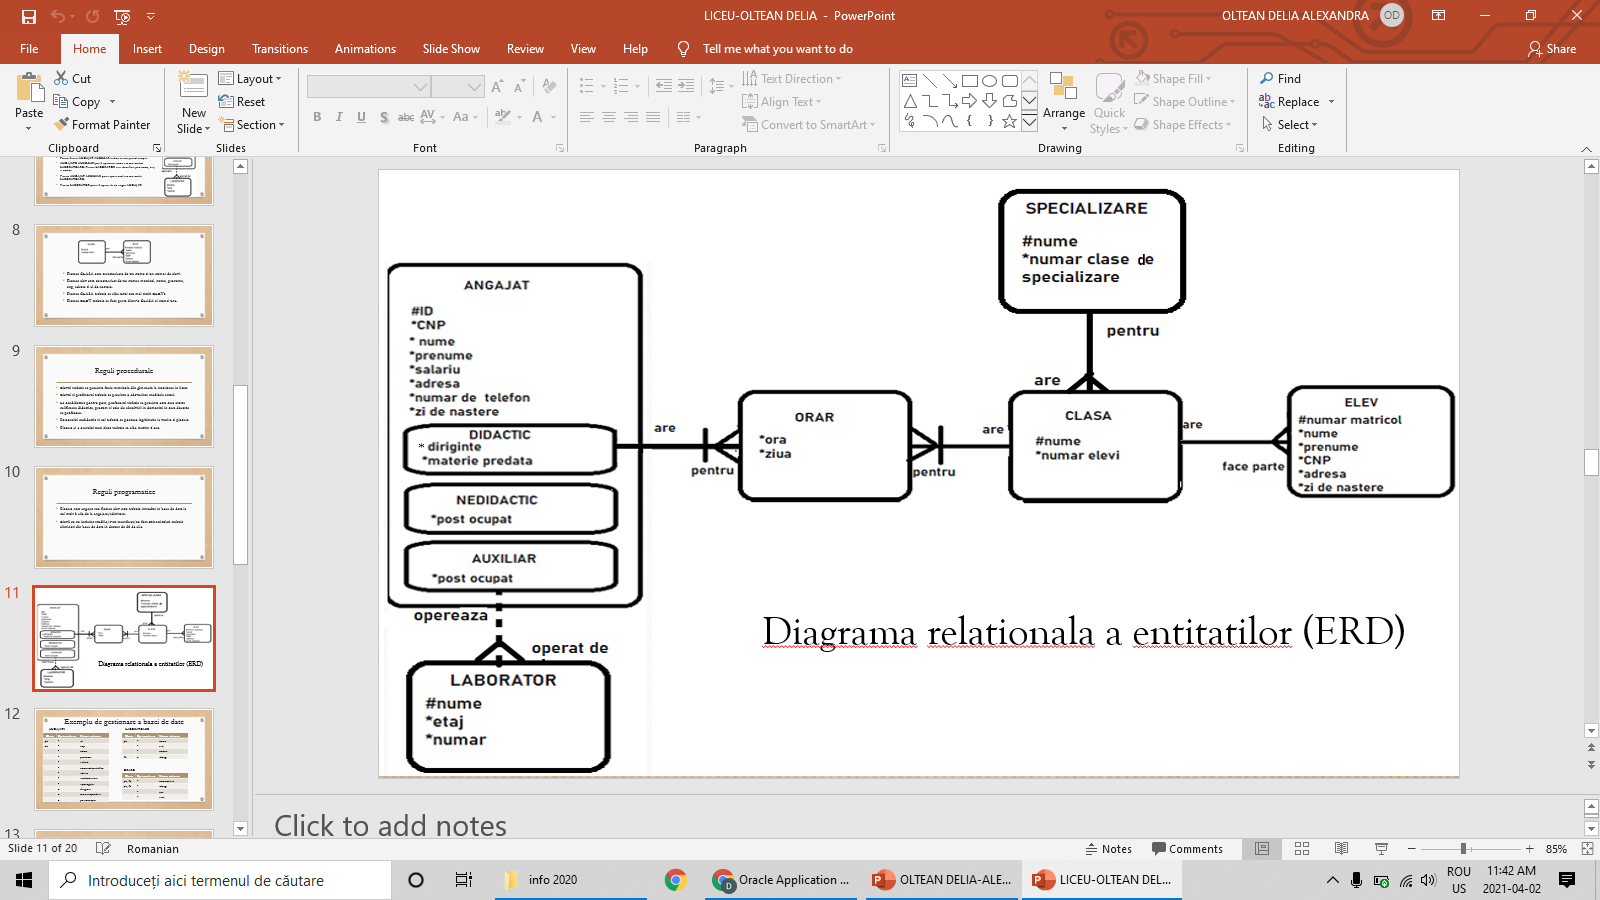 LICEU-OLTEAN DELIA - PowerPoint
OLTEAN DELIA ALEXANDRA
OD
File
Home
Insert
Design
Transitions
Animations
Slide Show
Review
View
Help
Tell me what you want to do
Share
Paste
Cut
Copy
Format Painter
Clipboard
New
Slide
Layout
Reset
Section
Slides
B I U S abc AV Aa A
Font
Text Direction
Align Text
Convert to SmartArt
Paragraph
Arrange
Quick
Styles
Shape Fill
Shape Outline
Shape Effects
Drawing
Find
Replace
Select
Editing
8
9
Reguli procedurale
10
Reguli programatice
11
Diagrama relationala a entitatilor (ERD)
12
Exemplu de gestionare a bazei de date
13
SPECIALIZARE
#nume
*numar clase de
specializare
pentru
are
ANGAJAT
#ID
*CNP
* nume
*prenume
*salariu
*adresa
*numar de telefon
*zi de nastere
DIDACTIC
* diriginte
*materie predata
NEDIDACTIC
*post ocupat
AUXILIAR
*post ocupat
are
pentru
ORAR
*ora
*ziua
are
pentru
CLASA
#nume
*numar elevi
are
face parte
ELEV
#numar matricol
*nume
*prenume
*CNP
*adresa
*zi de nastere
opereaza
operat de
LABORATOR
#nume
*etaj
*numar
Diagrama relationala a entitatilor (ERD)
Click to add notes
Slide 11 of 20
Romanian
Notes
Comments
85%
Introduceți aici termenul de căutare
info 2020
Oracle Application ...
OLTEAN DELIA-ALE...
LICEU-OLTEAN DEL...
ROU
US
11:42 AM
2021-04-02